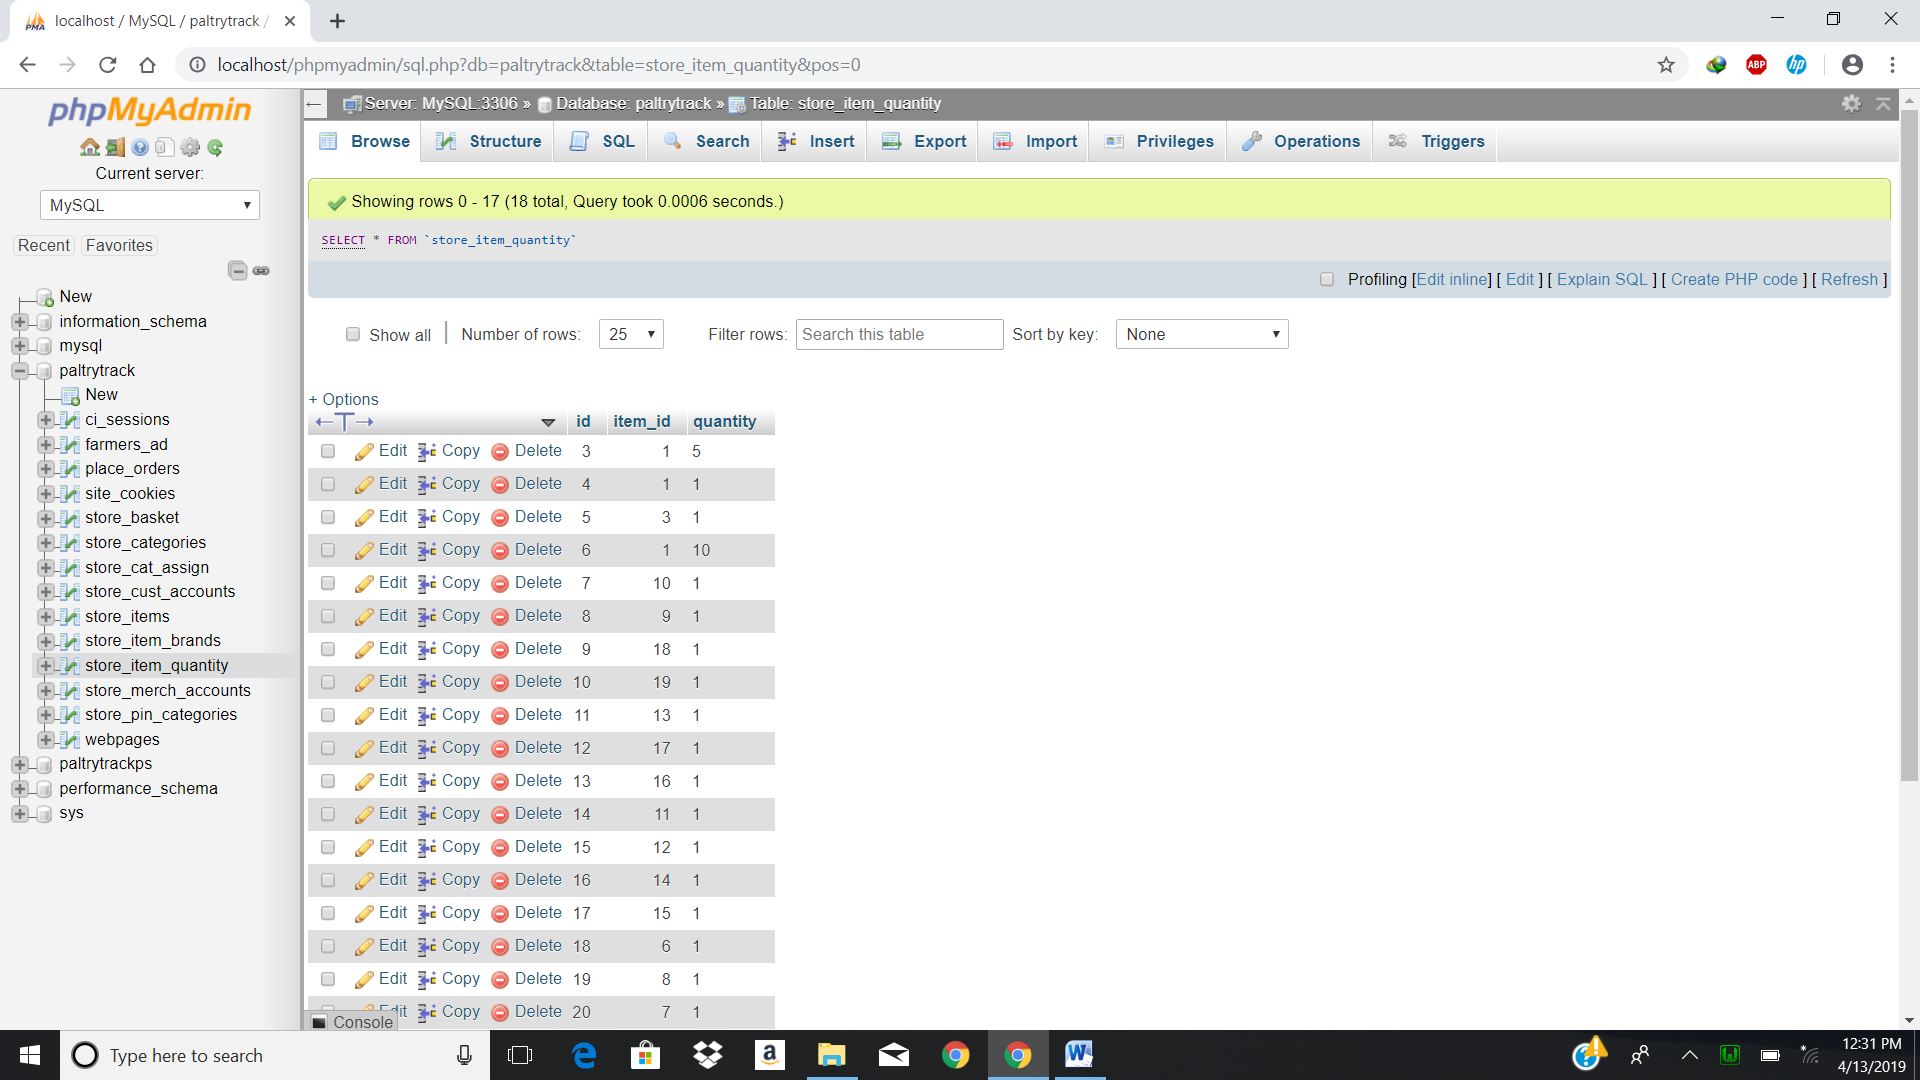 localhost / MySQL / paltrytrack /
localhost/phpmyadmin/sql.php?db=paltrytrack&table=store_item_quantity&pos=0
ABP
hp
phpMyAdmin
Current server:
MySQL
Recent Favorites
New
information_schema
mysql
paltrytrack
New
ci_sessions
farmers_ad
place_orders
site_cookies
store_basket
store_categories
store_cat_assign
store_cust_accounts
store_items
store_item_brands
store_item_quantity
store_merch_accounts
store_pin_categories
webpages
paltrytrackps
performance_schema
sys
Server: MySQL:3306 » Database: paltrytrack » Table: store_item_quantity
Browse Structure SQL Search Insert Export Import Privileges Operations Triggers
Showing rows 0 - 17 (18 total, Query took 0.0006 seconds.)
SELECT * FROM `store_item_quantity`
Profiling [Edit inline] [ Edit ] [ Explain SQL ] [ Create PHP code ] [ Refresh ]
Show all Number of rows: 25 Filter rows: Search this table Sort by key: None
+ Options
←T→ id item_id quantity
Edit Copy Delete 3 1 5
Edit Copy Delete 4 1 1
Edit Copy Delete 5 3 1
Edit Copy Delete 6 1 10
Edit Copy Delete 7 10 1
Edit Copy Delete 8 9 1
Edit Copy Delete 9 18 1
Edit Copy Delete 10 19 1
Edit Copy Delete 11 13 1
Edit Copy Delete 12 17 1
Edit Copy Delete 13 16 1
Edit Copy Delete 14 11 1
Edit Copy Delete 15 12 1
Edit Copy Delete 16 14 1
Edit Copy Delete 17 15 1
Edit Copy Delete 18 6 1
Edit Copy Delete 19 8 1
Edit Copy Delete 20 7 1
Console
Type here to search
12:31 PM
4/13/2019